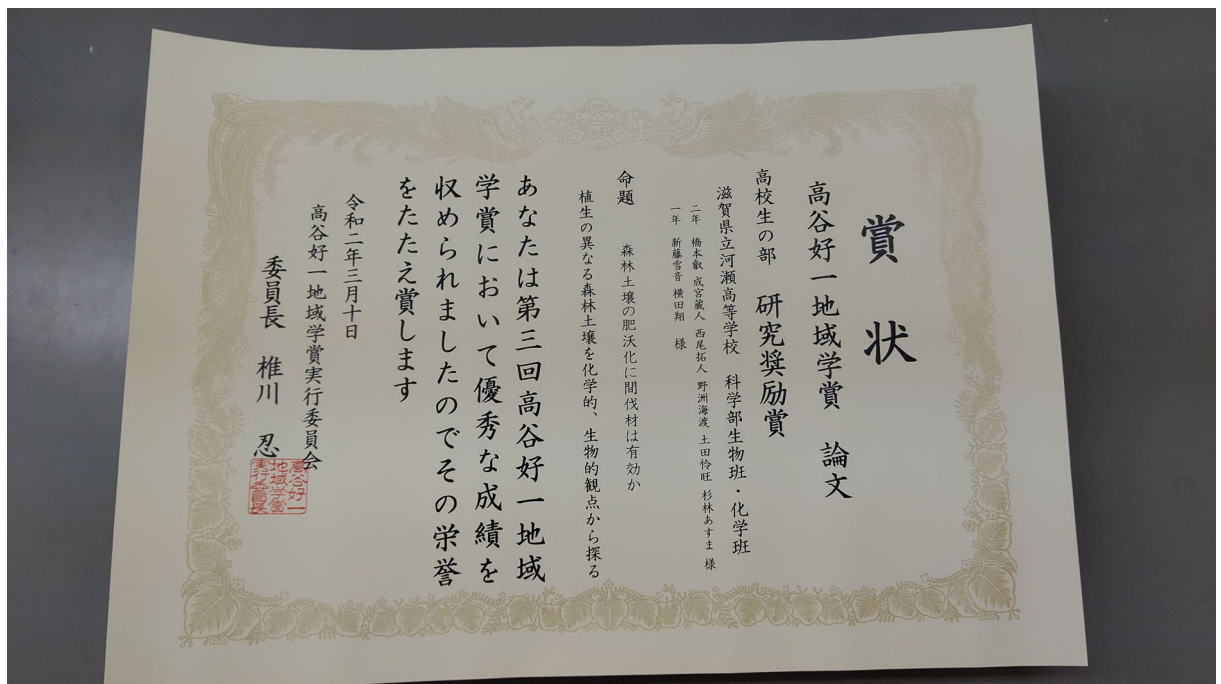 賞状
高谷好一地域学賞 論文
高校生の部 研究奨励賞
滋賀県立河瀬高等学校 科学部生物班・化学班
二年 橋本叡 成宮蔵人 西尾拓人 野洲海渡 土田怜旺 杉林あすま 様
一年 新藤雪音 横田翔 様
命題 森林土壌の肥沃化に間伐材は有効か
植生の異なる森林土壌を化学的、生物的観点から探る
あなたは第三回高谷好一地域
学賞において優秀な成績を
収められましたのでその栄誉
をたたえ賞します
令和二年三月十日
高谷好一地域学賞実行委員会
委員長 椎川 忍
高谷好一
地域学賞
実行委員長